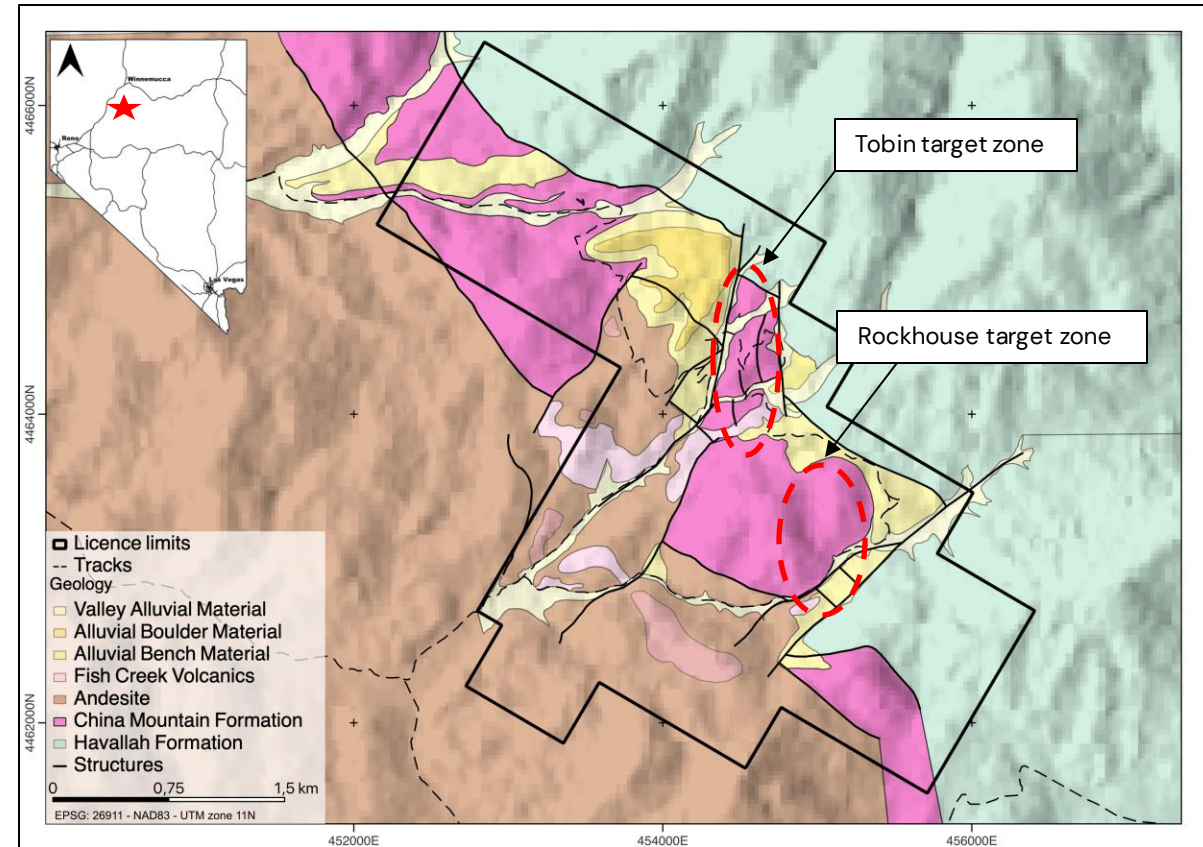 Winnemucca
Reno
Las Vegas
Tobin target zone
Rockhouse target zone
4466000N
4464000N
4462000N
Licence limits
Tracks
Geology
Valley Alluvial Material
Alluvial Boulder Material
Alluvial Bench Material
Fish Creek Volcanics
Andesite
China Mountain Formation
Havallah Formation
Structures
0 0,75 1,5 km
EPSG: 26911 - NAD83 - UTM zone 11N
452000E 454000E 456000E